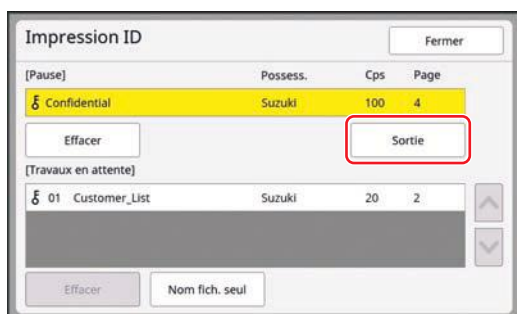 Impression ID Fermer
[Pause] Possess. Cps Page
Confidential Suzuki 100 4
Effacer Sortie
[Travaux en attente]
01 Customer_List Suzuki 20 2
Effacer Nom fich. seul